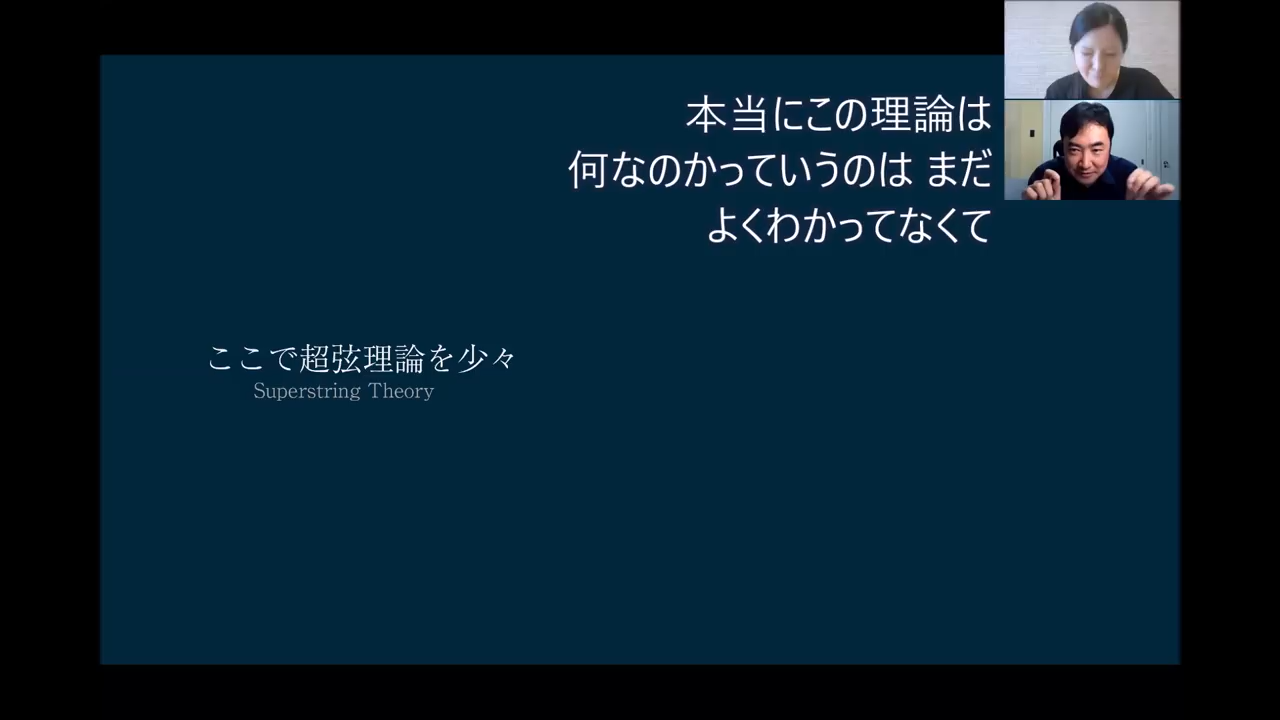 本当にこの理論は
何なのかっていうのは まだ
よくわかってなくて
ここで超弦理論を少々
Superstring Theory